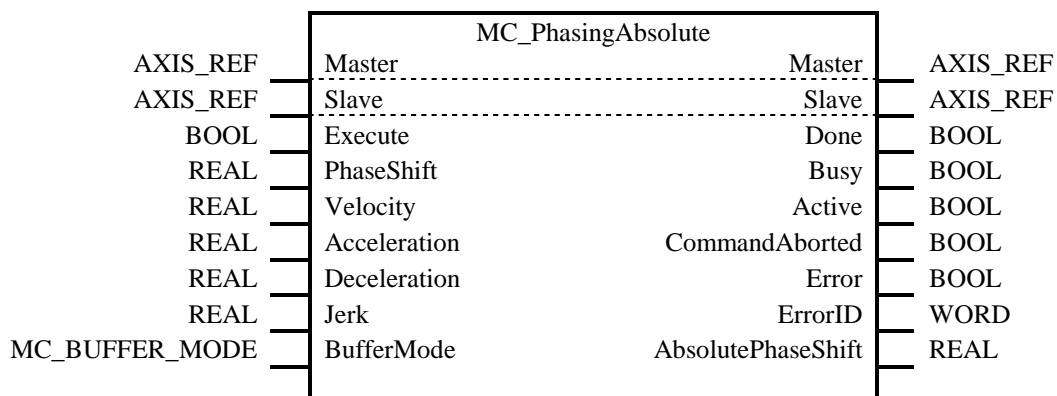 MC_PhasingAbsolute
AXIS_REF Master Master AXIS_REF
AXIS_REF Slave Slave AXIS_REF
BOOL Execute Done BOOL
REAL PhaseShift Busy BOOL
REAL Velocity Active BOOL
REAL Acceleration CommandAborted BOOL
REAL Deceleration Error BOOL
REAL Jerk ErrorID WORD
MC_BUFFER_MODE BufferMode AbsolutePhaseShift REAL